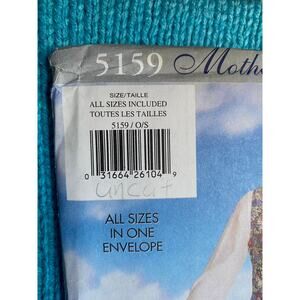 5159 Moth
SIZE/TAILLE
ALL SIZES INCLUDED
TOUTES LES TAILLES
5159 / O/S
0 31664 26104 9
uncut
ALL SIZES
IN ONE
ENVELOPE